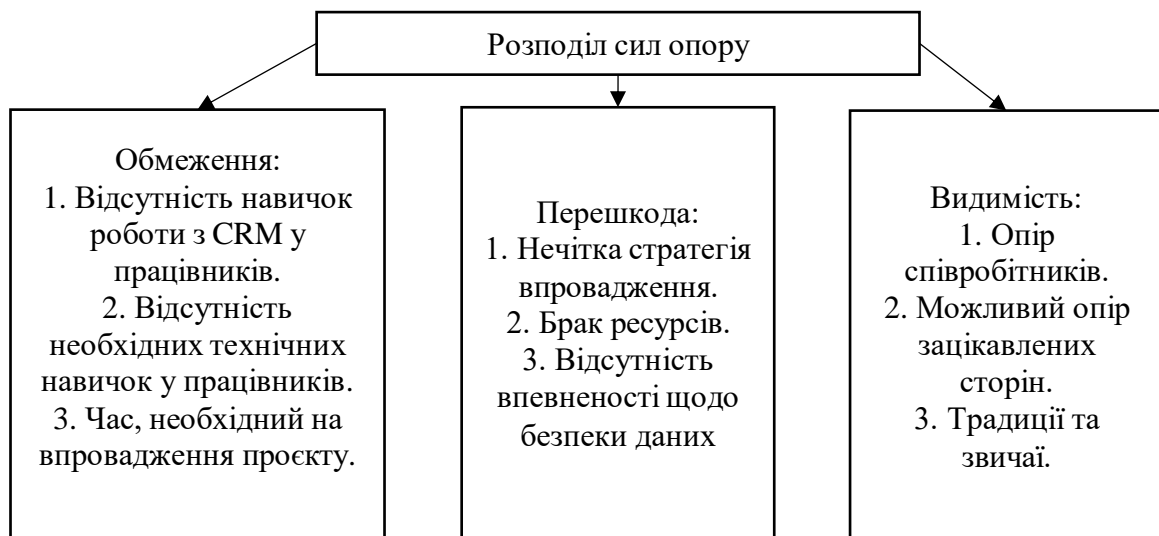 Розподіл сил опору
Обмеження:
1. Відсутність навичок
роботи з CRM у
працівників.
2. Відсутність
необхідних технічних
навичок у працівників.
3. Час, необхідний на
впровадження проєкту.
Перешкода:
1. Нечітка стратегія
впровадження.
2. Брак ресурсів.
3. Відсутність
впевненості щодо
безпеки даних
Видимість:
1. Опір
співробітників.
2. Можливий опір
зацікавлених
сторін.
3. Традиції та
звичаї.